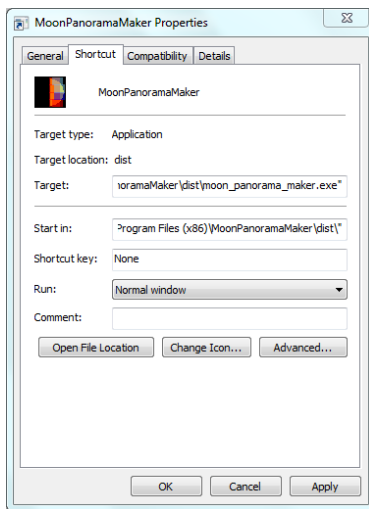 MoonPanoramaMaker Properties
General Shortcut Compatibility Details
MoonPanoramaMaker
Target type: Application
Target location: dist
Target: noramaMaker\dist\moon_panorama_maker.exe"
Start in: Program Files (x86)\MoonPanoramaMaker\dist\"
Shortcut key: None
Run: Normal window
Comment:
Open File Location Change Icon... Advanced...
OK Cancel Apply